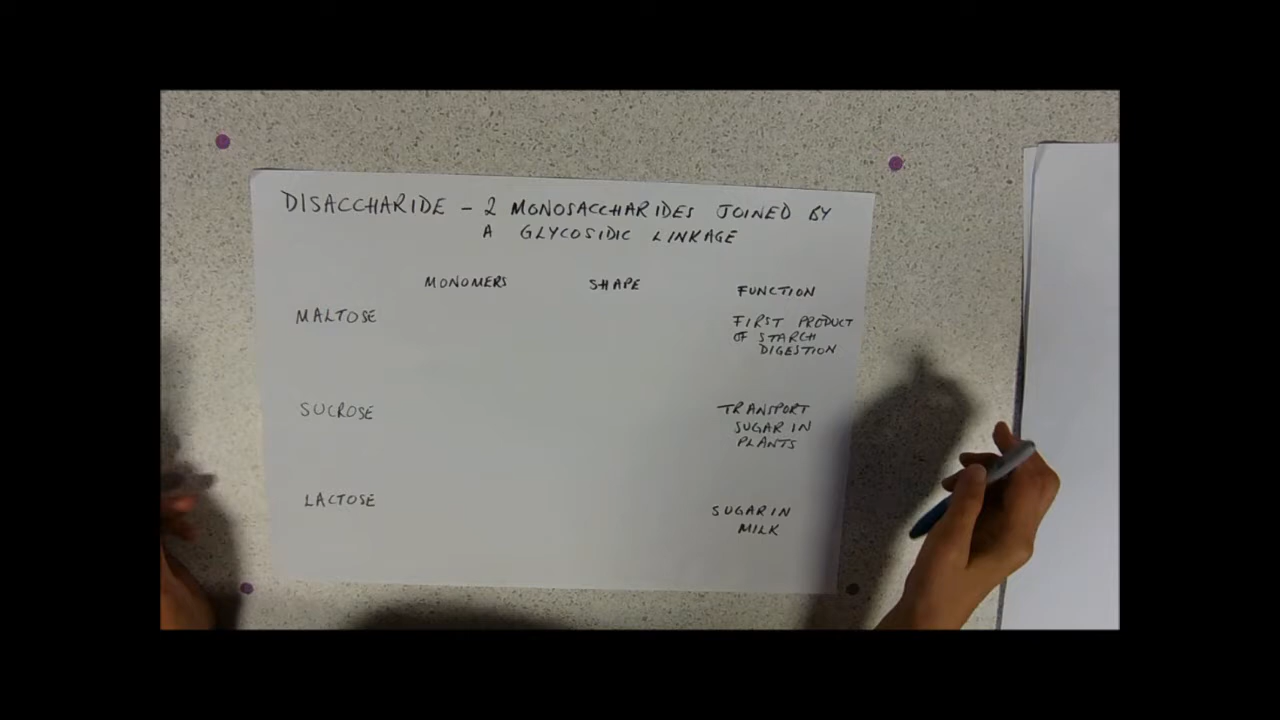 DISACCHARIDE - 2 MONOSACCHARIDES JOINED BY
A GLYCOSIDIC LINKAGE
MONOMERS SHAPE FUNCTION
MALTOSE
FIRST PRODUCT
OF STARCH
DIGESTION
SUCROSE
TRANSPORT
SUGAR IN
PLANTS
LACTOSE
SUGAR IN
MILK